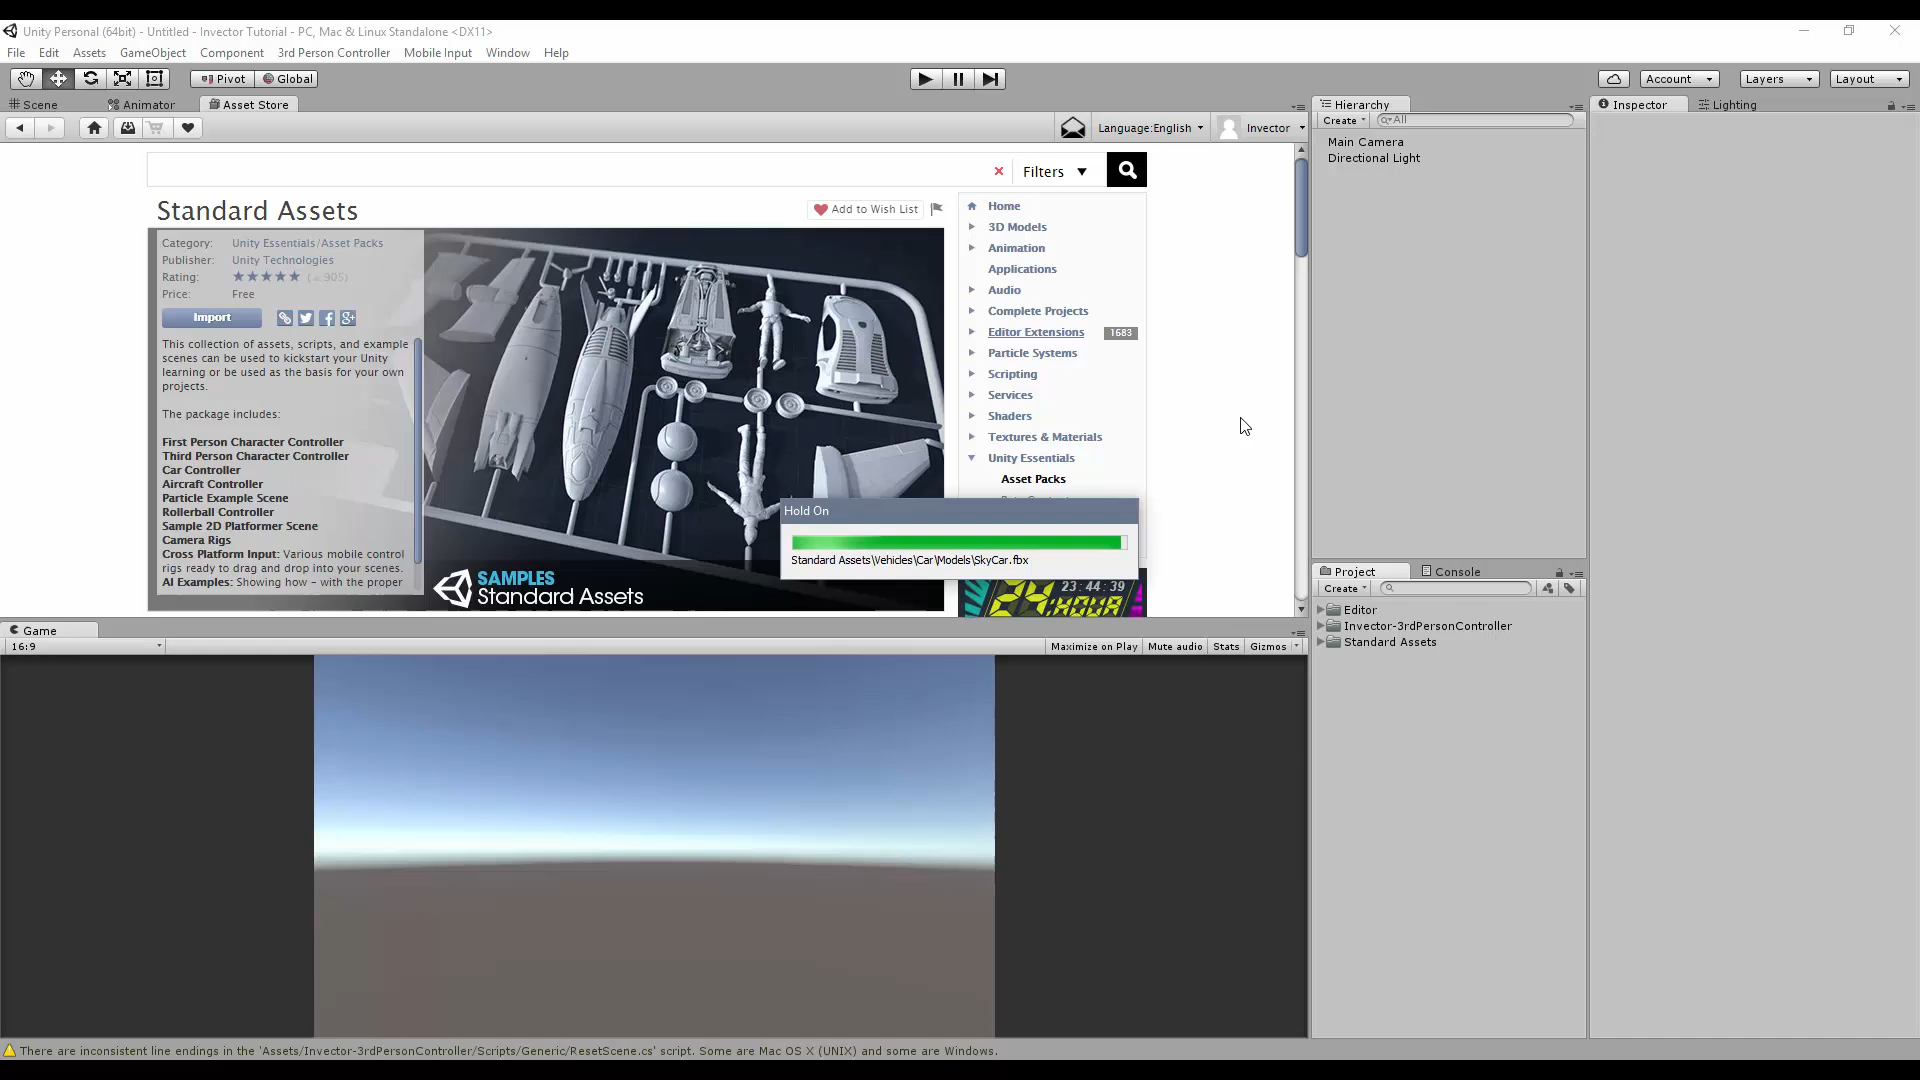 Unity Personal (64bit) - Untitled - Invector Tutorial - PC, Mac & Linux Standalone <DX11>
File Edit Assets GameObject Component 3rd Person Controller Mobile Input Window Help
Pivot Global
Account Layers Layout
Scene Animator Asset Store
Language:English Invector
Filters
Standard Assets
Add to Wish List
Category: Unity Essentials/Asset Packs
Publisher: Unity Technologies
Rating: (905)
Price: Free
Import
This collection of assets, scripts, and example
scenes can be used to kickstart your Unity
learning or be used as the basis for your own
projects.
The package includes:
First Person Character Controller
Third Person Character Controller
Car Controller
Aircraft Controller
Particle Example Scene
Rollerball Controller
Sample 2D Platformer Scene
Camera Rigs
Cross Platform Input: Various mobile control
rigs ready to drag and drop into your scenes.
AI Examples: Showing how – with the proper
SAMPLES
Standard Assets
Home
3D Models
Animation
Applications
Audio
Complete Projects
Editor Extensions 1683
Particle Systems
Scripting
Services
Shaders
Textures & Materials
Unity Essentials
Asset Packs
Hold On
Standard Assets\Vehicles\Car\Models\SkyCar.fbx
23:44:39
24:HOUR
Hierarchy
Create All
Main Camera
Directional Light
Inspector Lighting
Project Console
Create
Editor
Invector-3rdPersonController
Standard Assets
Game
16:9
Maximize on Play Mute audio Stats Gizmos
There are inconsistent line endings in the 'Assets/Invector-3rdPersonController/Scripts/Generic/ResetScene.cs' script. Some are Mac OS X (UNIX) and some are Windows.